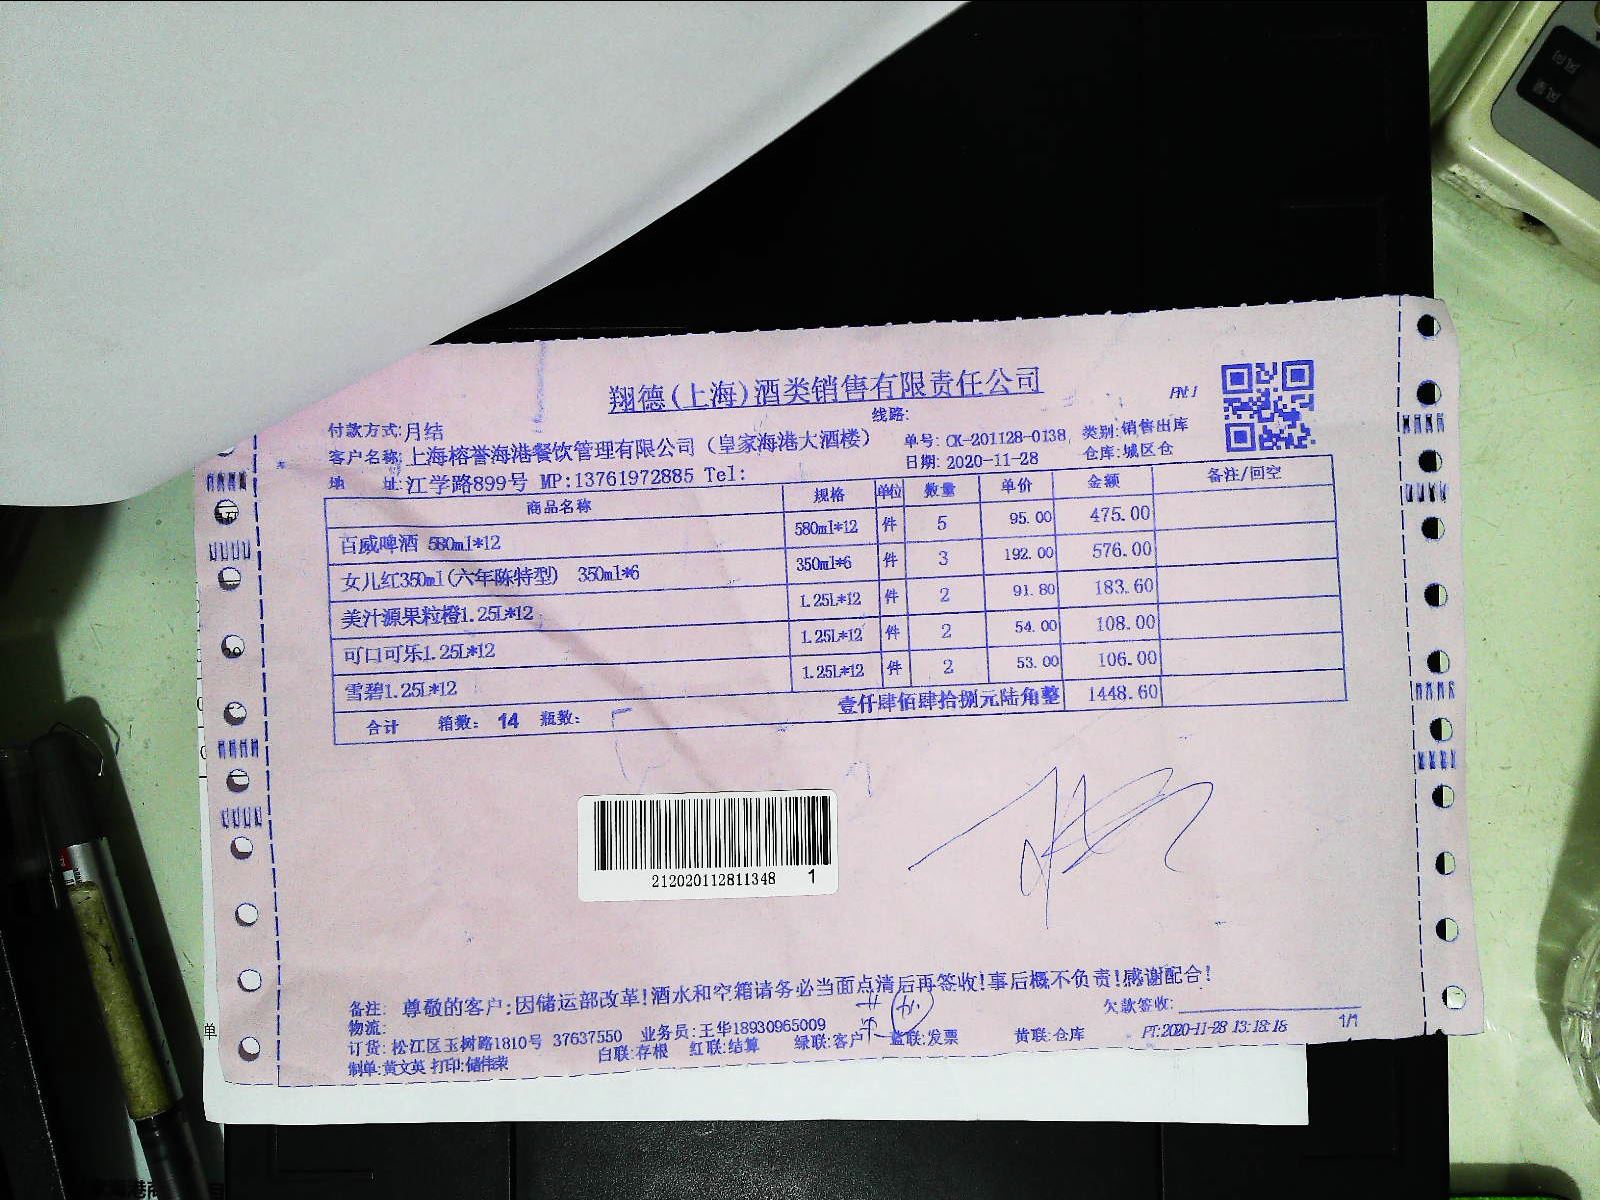 翔德(上海)酒类销售有限责任公司
PN:1
线路:
付款方式:月结
客户名称:上海榕誉海港餐饮管理有限公司（皇家海港大酒楼） 单号: CK-201128-0138, 类别:销售出库
地 址:江学路899号 MP:13761972885 Tel: 日期: 2020-11-28 仓库:城区仓
商品名称 规格 单位 数量 单价 金额 备注/回空
百威啤酒 580ml*12 580ml*12 件 5 95.00 475.00
女儿红350ml(六年陈特型) 350ml*6 350ml*6 件 3 192.00 576.00
美汁源果粒橙1.25L*12 1.25L*12 件 2 91.80 183.60
可口可乐1.25L*12 1.25L*12 件 2 54.00 108.00
雪碧1.25L*12 1.25L*12 件 2 53.00 106.00
合计 箱数: 14 瓶数: 壹仟肆佰肆拾捌元陆角整 1448.60
212020112811348 1
备注: 尊敬的客户:因储运部改革!酒水和空箱请务必当面点清后再签收!事后概不负责!感谢配合!
物流: 欠款签收:
订货:松江区玉树路1810号 37637550 业务员:王华18930965009
制单:黄文英 打印:储伟荣 白联:存根 红联:结算 绿联:客户 蓝联:发票 黄联:仓库 PT:2020-11-28 13:18:18 1/1
单
风向
风量